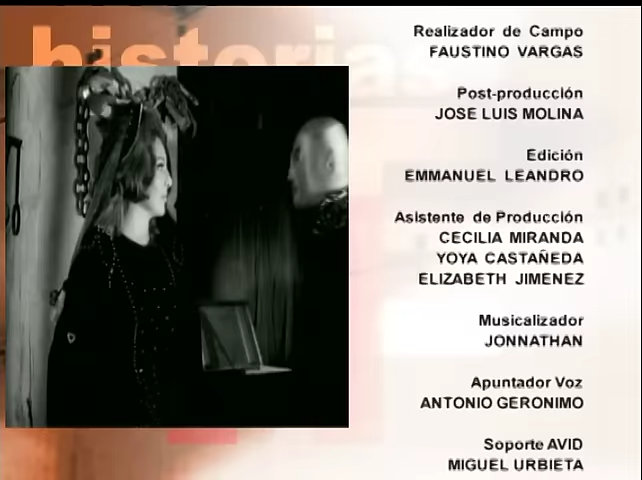 historias
Realizador de Campo
FAUSTINO VARGAS
Post-producción
JOSE LUIS MOLINA
Edición
EMMANUEL LEANDRO
Asistente de Producción
CECILIA MIRANDA
YOYA CASTAÑEDA
ELIZABETH JIMENEZ
Musicalizador
JONNATHAN
Apuntador Voz
ANTONIO GERONIMO
Soporte AVID
MIGUEL URBIETA